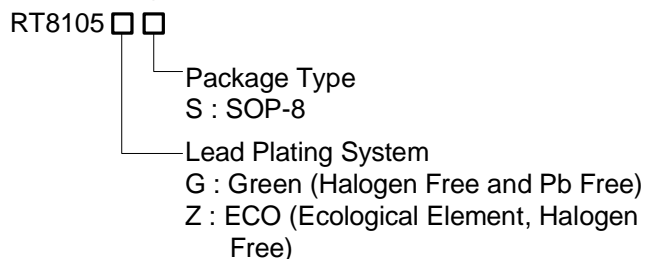 RT8105
Package Type
S : SOP-8
Lead Plating System
G : Green (Halogen Free and Pb Free)
Z : ECO (Ecological Element, Halogen
Free)